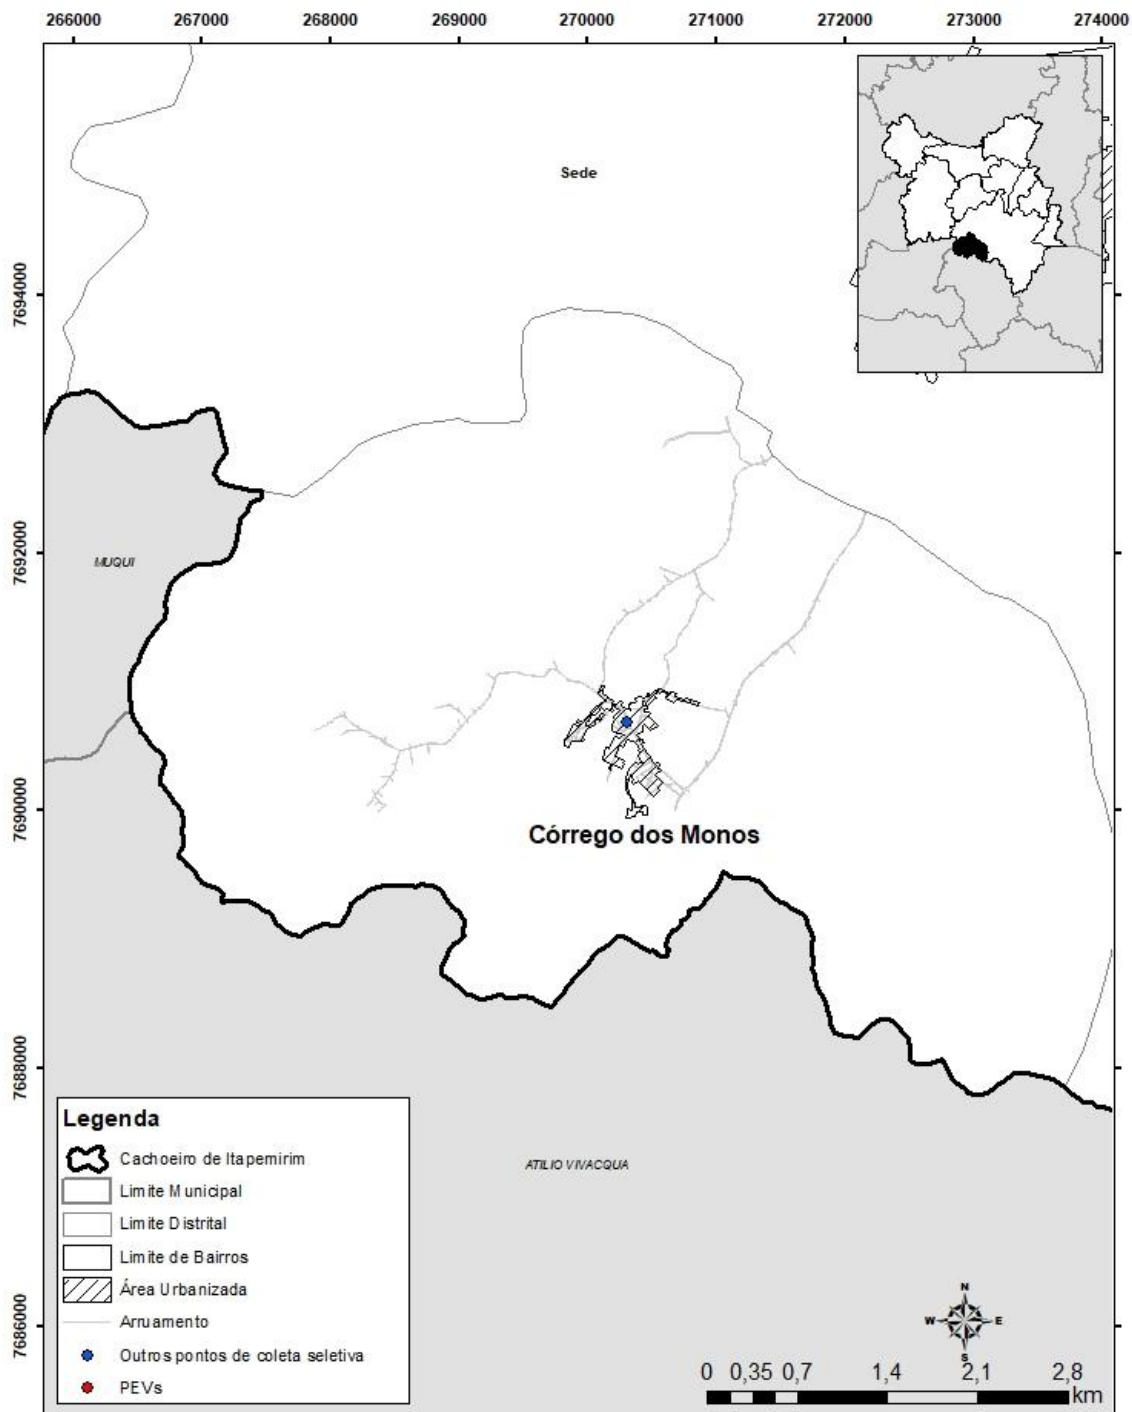 266000 267000 268000 269000 270000 271000 272000 273000 274000
Sede
7694000
7692000
MUQUI
7690000
Córrego dos Monos
7688000
Legenda
Cachoeiro de Itapemirim
ATILIO VIVACQUA
Limite Municipal
Limite Distrital
Limite de Bairros
Área Urbanizada
Arruamento
Outros pontos de coleta seletiva
PEVs
7686000
N
W E
S
0 0,35 0,7 1,4 2,1 2,8
km